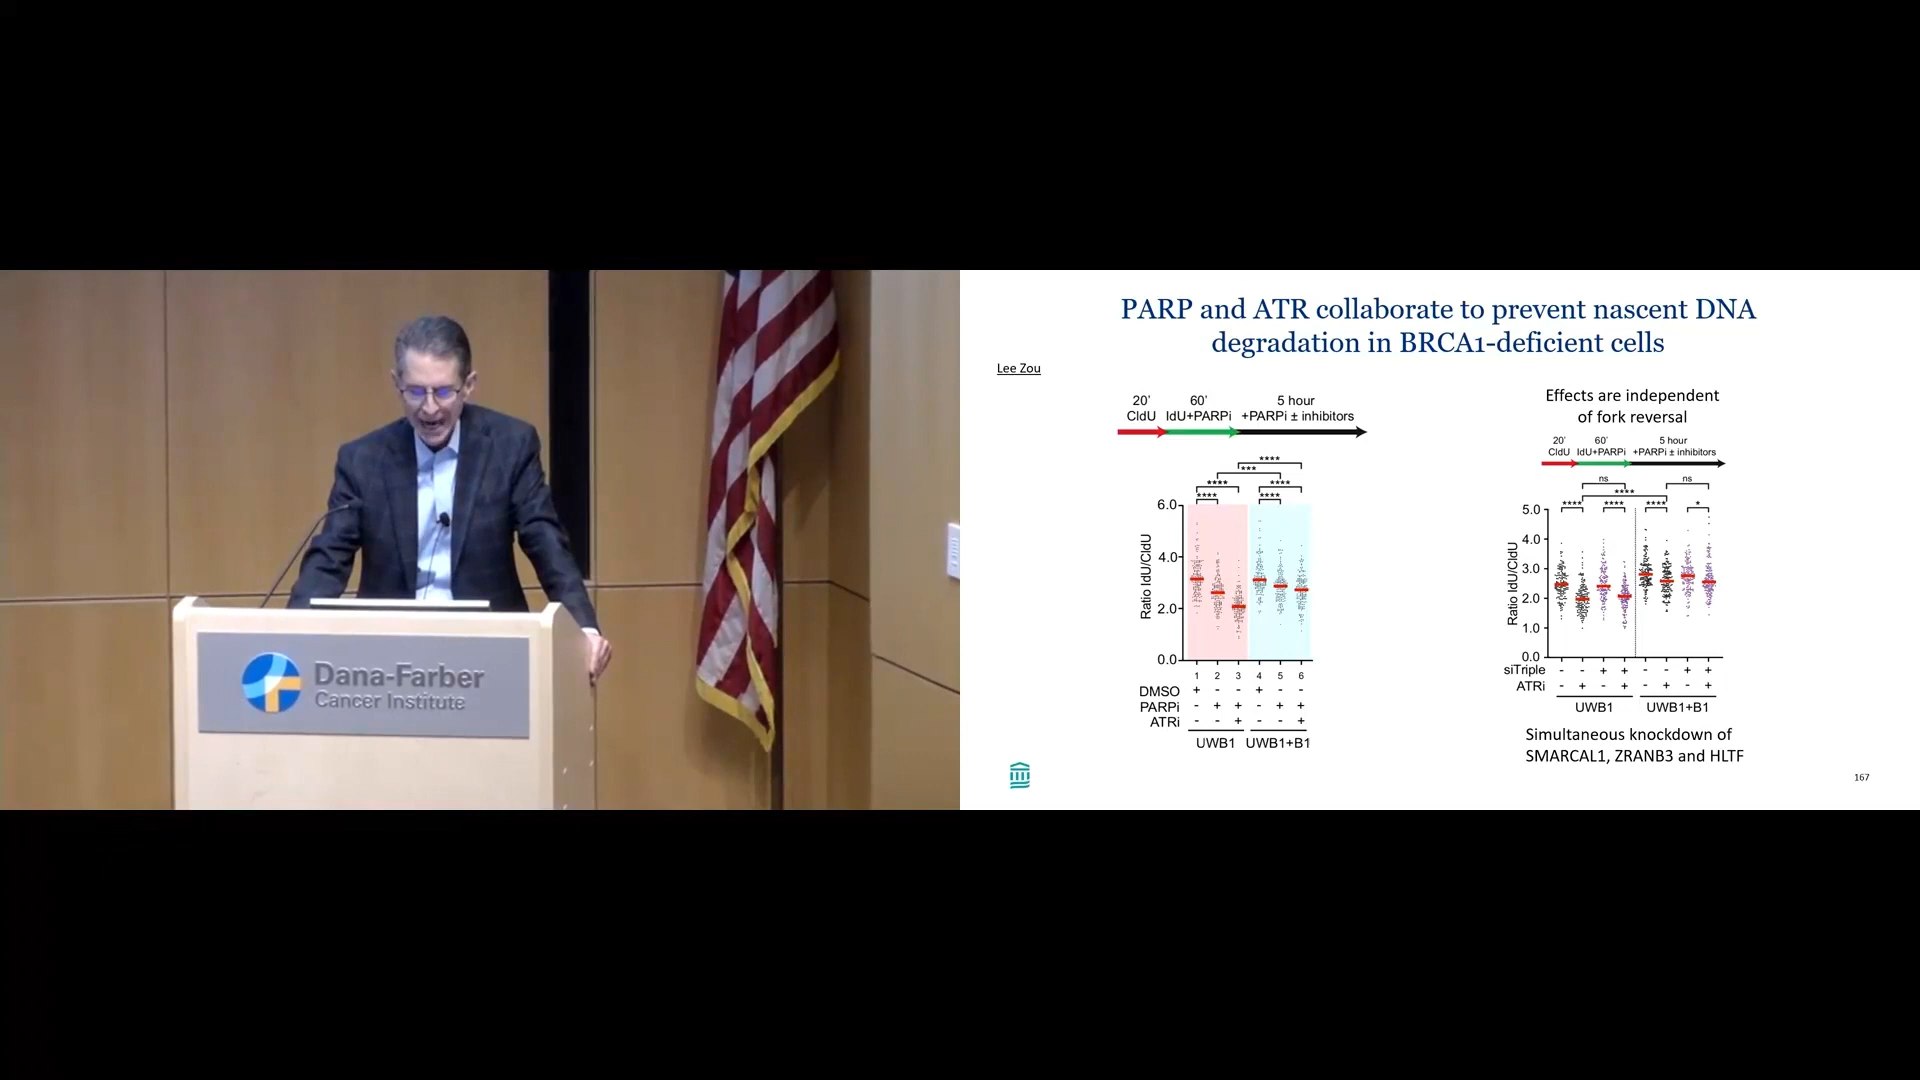 Dana-Farber
Cancer Institute
PARP and ATR collaborate to prevent nascent DNA
degradation in BRCA1-deficient cells
Lee Zou
20' 60' 5 hour
CldU IdU+PARPi +PARPi ± inhibitors
**** 
***
**** ****
**** ****
Ratio IdU/CldU
6.0
4.0
2.0
0.0
1 2 3 4 5 6
DMSO + - - + - -
PARPi - + + - + +
ATRi - - + - - +
UWB1 UWB1+B1
Effects are independent
of fork reversal
20' 60' 5 hour
CldU IdU+PARPi +PARPi ± inhibitors
ns ns
****
**** **** **** *
Ratio IdU/CldU
5.0
4.0
3.0
2.0
1.0
0.0
siTriple - - + + - - + +
ATRi - + - + - + - +
UWB1 UWB1+B1
Simultaneous knockdown of
SMARCAL1, ZRANB3 and HLTF
167